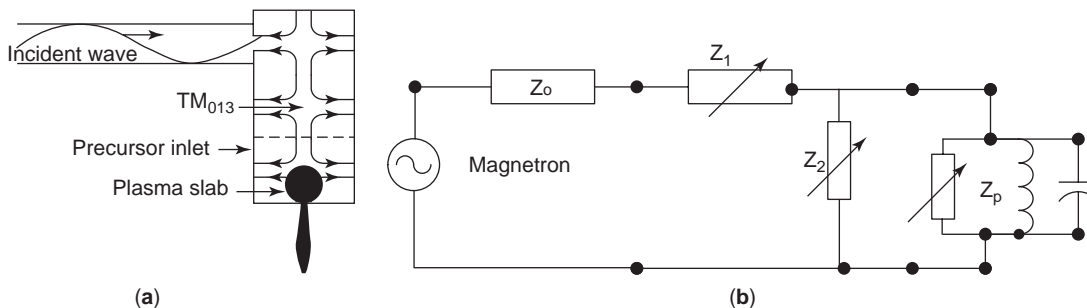 Incident wave
TM013
Precursor inlet
Plasma slab
(a)
Zo
Z1
Z2
Zp
Magnetron
(b)